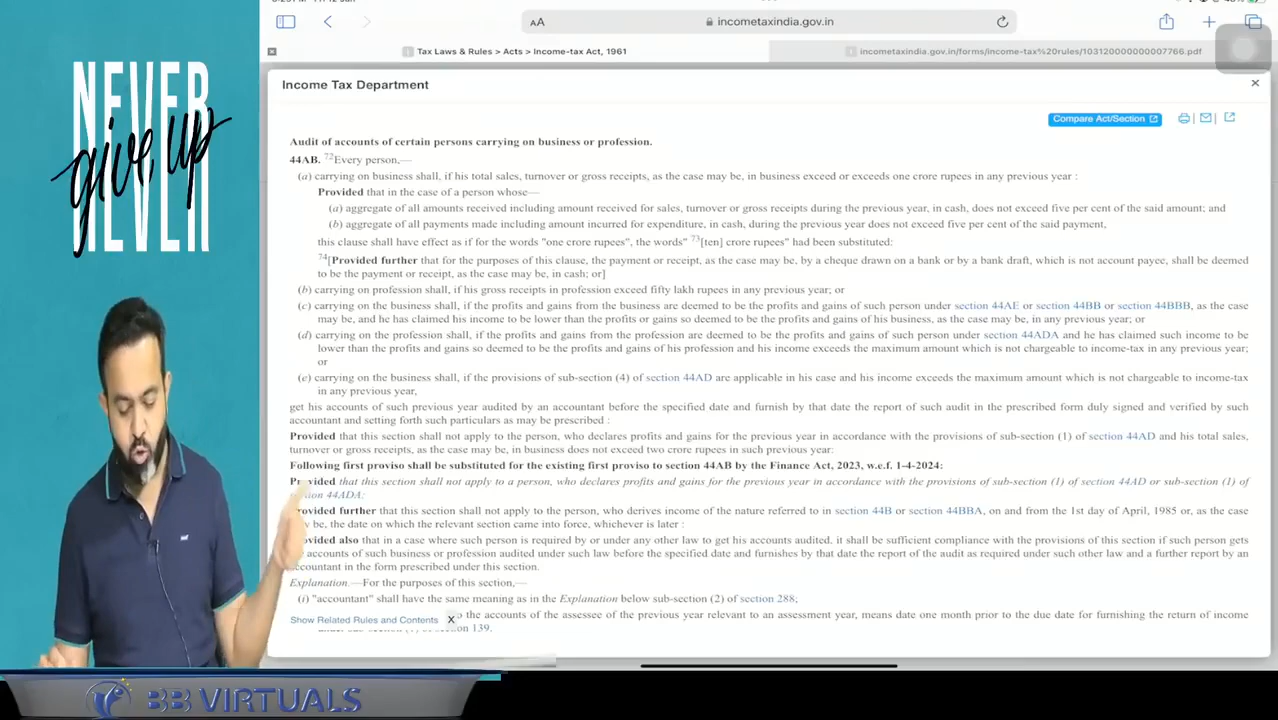 NEVER
give up
NEVER
AA
incometaxindia.gov.in
Tax Laws & Rules > Acts > Income-tax Act, 1961
incometaxindia.gov.in/forms/income-tax%20rules/103120000000007766.pdf
Income Tax Department
Compare Act/Section
Audit of accounts of certain persons carrying on business or profession.
44AB. 72Every person,—
(a) carrying on business shall, if his total sales, turnover or gross receipts, as the case may be, in business exceed or exceeds one crore rupees in any previous year :
Provided that in the case of a person whose—
(a) aggregate of all amounts received including amount received for sales, turnover or gross receipts during the previous year, in cash, does not exceed five per cent of the said amount; and
(b) aggregate of all payments made including amount incurred for expenditure, in cash, during the previous year does not exceed five per cent of the said payment,
this clause shall have effect as if for the words "one crore rupees", the words" 73[ten] crore rupees" had been substituted:
74[Provided further that for the purposes of this clause, the payment or receipt, as the case may be, by a cheque drawn on a bank or by a bank draft, which is not account payee, shall be deemed
to be the payment or receipt, as the case may be, in cash; or]
(b) carrying on profession shall, if his gross receipts in profession exceed fifty lakh rupees in any previous year; or
(c) carrying on the business shall, if the profits and gains from the business are deemed to be the profits and gains of such person under section 44AE or section 44BB or section 44BBB, as the case
may be, and he has claimed his income to be lower than the profits or gains so deemed to be the profits and gains of his business, as the case may be, in any previous year; or
(d) carrying on the profession shall, if the profits and gains from the profession are deemed to be the profits and gains of such person under section 44ADA and he has claimed such income to be
lower than the profits and gains so deemed to be the profits and gains of his profession and his income exceeds the maximum amount which is not chargeable to income-tax in any previous year;
or
(e) carrying on the business shall, if the provisions of sub-section (4) of section 44AD are applicable in his case and his income exceeds the maximum amount which is not chargeable to income-tax
in any previous year,
get his accounts of such previous year audited by an accountant before the specified date and furnish by that date the report of such audit in the prescribed form duly signed and verified by such
accountant and setting forth such particulars as may be prescribed :
Provided that this section shall not apply to the person, who declares profits and gains for the previous year in accordance with the provisions of sub-section (1) of section 44AD and his total sales,
turnover or gross receipts, as the case may be, in business does not exceed two crore rupees in such previous year:
Following first proviso shall be substituted for the existing first proviso to section 44AB by the Finance Act, 2023, w.e.f. 1-4-2024:
Provided that this section shall not apply to a person, who declares profits and gains for the previous year in accordance with the provisions of sub-section (1) of section 44AD or sub-section (1) of
section 44ADA:
rovided further that this section shall not apply to the person, who derives income of the nature referred to in section 44B or section 44BBA, on and from the 1st day of April, 1985 or, as the case
y be, the date on which the relevant section came into force, whichever is later :
ovided also that in a case where such person is required by or under any other law to get his accounts audited, it shall be sufficient compliance with the provisions of this section if such person gets
accounts of such business or profession audited under such law before the specified date and furnishes by that date the report of the audit as required under such other law and a further report by an
countant in the form prescribed under this section.
Explanation.—For the purposes of this section,—
(i) "accountant" shall have the same meaning as in the Explanation below sub-section (2) of section 288;
o the accounts of the assessee of the previous year relevant to an assessment year, means date one month prior to the due date for furnishing the return of income
Show Related Rules and Contents X
139.
BB VIRTUALS